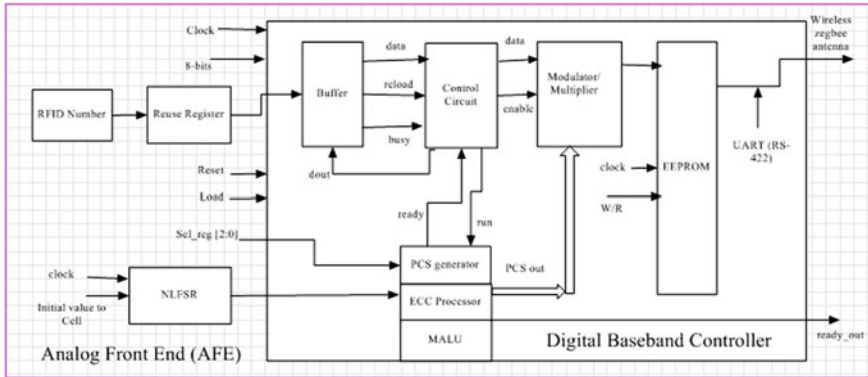 Wireless
zegbee
antenna
Clock
8-bits
data
data
Buffer
reload
Control
Circuit
Modulator/
Multiplier
enable
RFID Number
Reuse Register
busy
UART (RS-
422)
Reset
dout
clock
EEPROM
Load
ready
run
W/R
Sel_reg [2:0]
PCS generator
PCS out
clock
NLFSR
ECC Processor
Initial value to
Cell
MALU
Digital Baseband Controller
ready_out
Analog Front End (AFE)